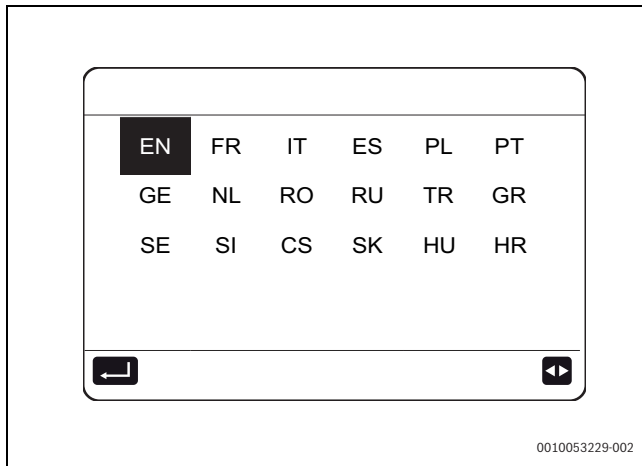 EN FR IT ES PL PT
GE NL RO RU TR GR
SE SI CS SK HU HR
0010053229-002